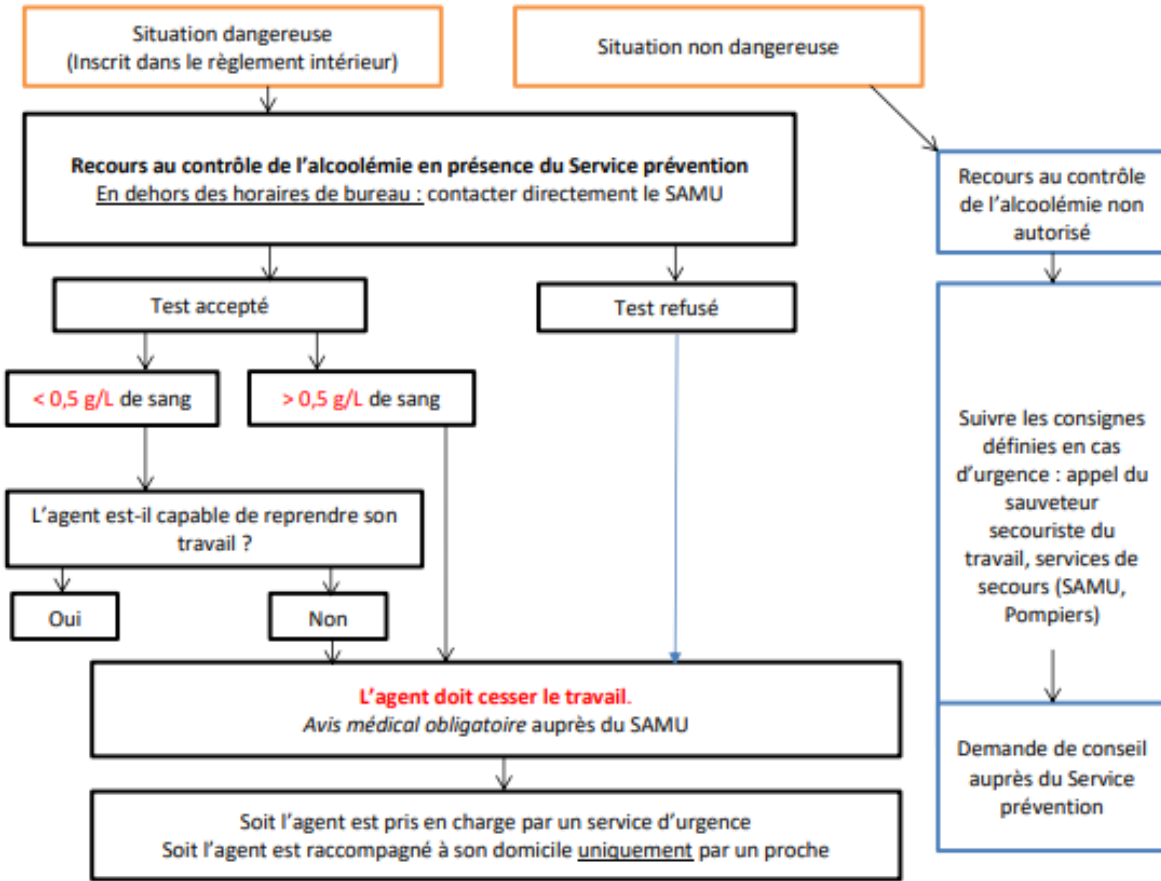 Situation dangereuse
(Inscrit dans le règlement intérieur)
Situation non dangereuse
Recours au contrôle de l'alcoolémie en présence du Service prévention
En dehors des horaires de bureau : contacter directement le SAMU
Recours au contrôle
de l'alcoolémie non
autorisé
Test accepté
Test refusé
< 0,5 g/L de sang
> 0,5 g/L de sang
L'agent est-il capable de reprendre son
travail ?
Oui
Non
Suivre les consignes
définies en cas
d'urgence : appel du
sauveteur
secouriste du
travail, services de
secours (SAMU,
Pompiers)
L'agent doit cesser le travail.
Avis médical obligatoire auprès du SAMU
Demande de conseil
auprès du Service
prévention
Soit l'agent est pris en charge par un service d'urgence
Soit l'agent est raccompagné à son domicile uniquement par un proche